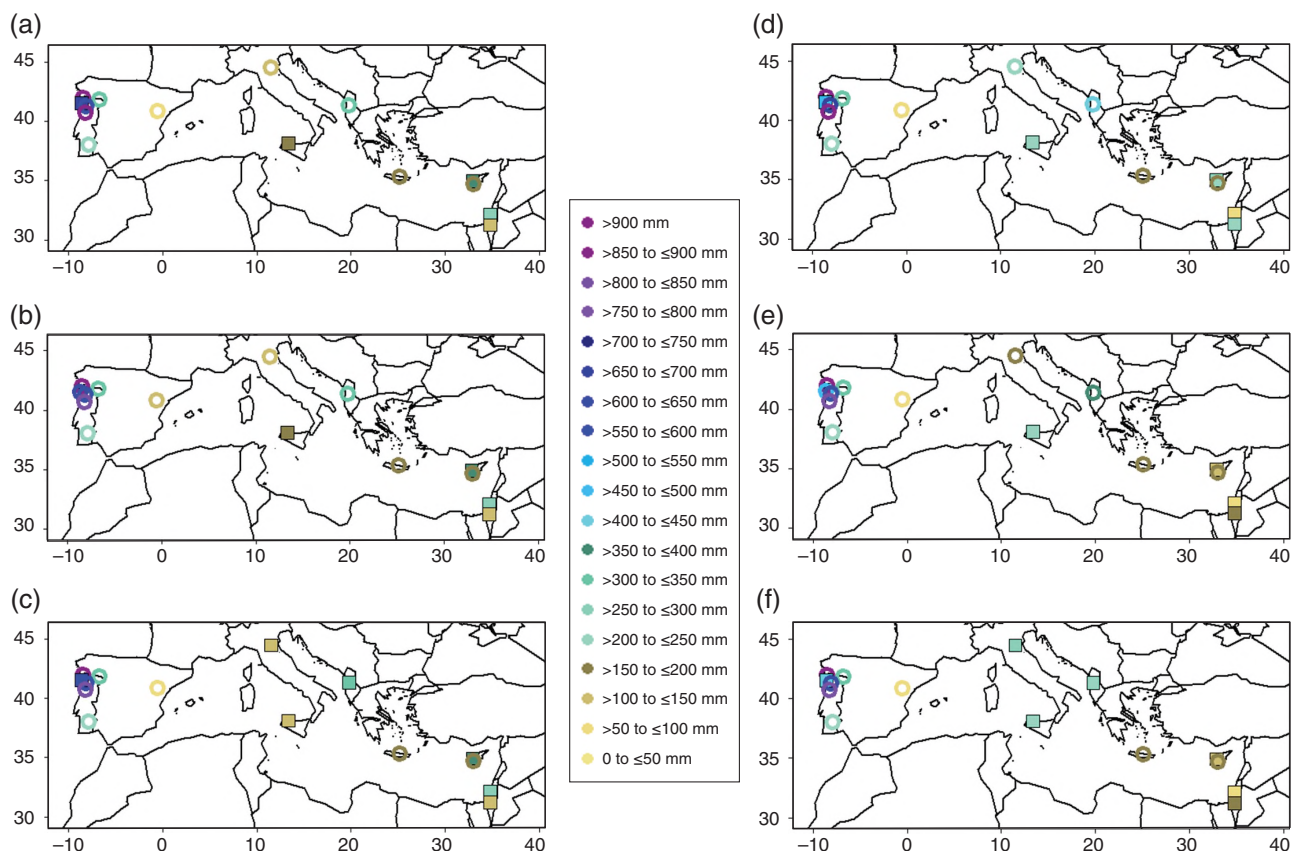 (a)
45
40
35
30
–10 0 10 20 30 40
(b)
45
40
35
30
–10 0 10 20 30 40
(c)
45
40
35
30
–10 0 10 20 30 40
>900 mm
>850 to ≤900 mm
>800 to ≤850 mm
>750 to ≤800 mm
>700 to ≤750 mm
>650 to ≤700 mm
>600 to ≤650 mm
>550 to ≤600 mm
>500 to ≤550 mm
>450 to ≤500 mm
>400 to ≤450 mm
>350 to ≤400 mm
>300 to ≤350 mm
>250 to ≤300 mm
>200 to ≤250 mm
>150 to ≤200 mm
>100 to ≤150 mm
>50 to ≤100 mm
0 to ≤50 mm
(d)
45
40
35
30
–10 0 10 20 30 40
(e)
45
40
35
30
–10 0 10 20 30 40
(f)
45
40
35
30
–10 0 10 20 30 40